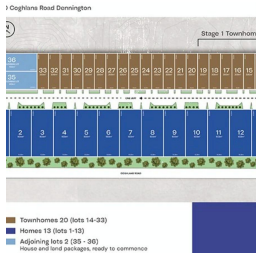 Coghlans Road Donnington
Stage 1 Townhom
36
35
33 32 31 30 29 28 27 26 25 24 23 22 21 20 19 18 17 16 15
2 3 4 5 6 7 8 9 10 11 12
Townhomes 20 (lots 14-33)
Homes 13 (lots 1-13)
Adjoining lots 2 (35 - 36)
House and land packages, ready to commence